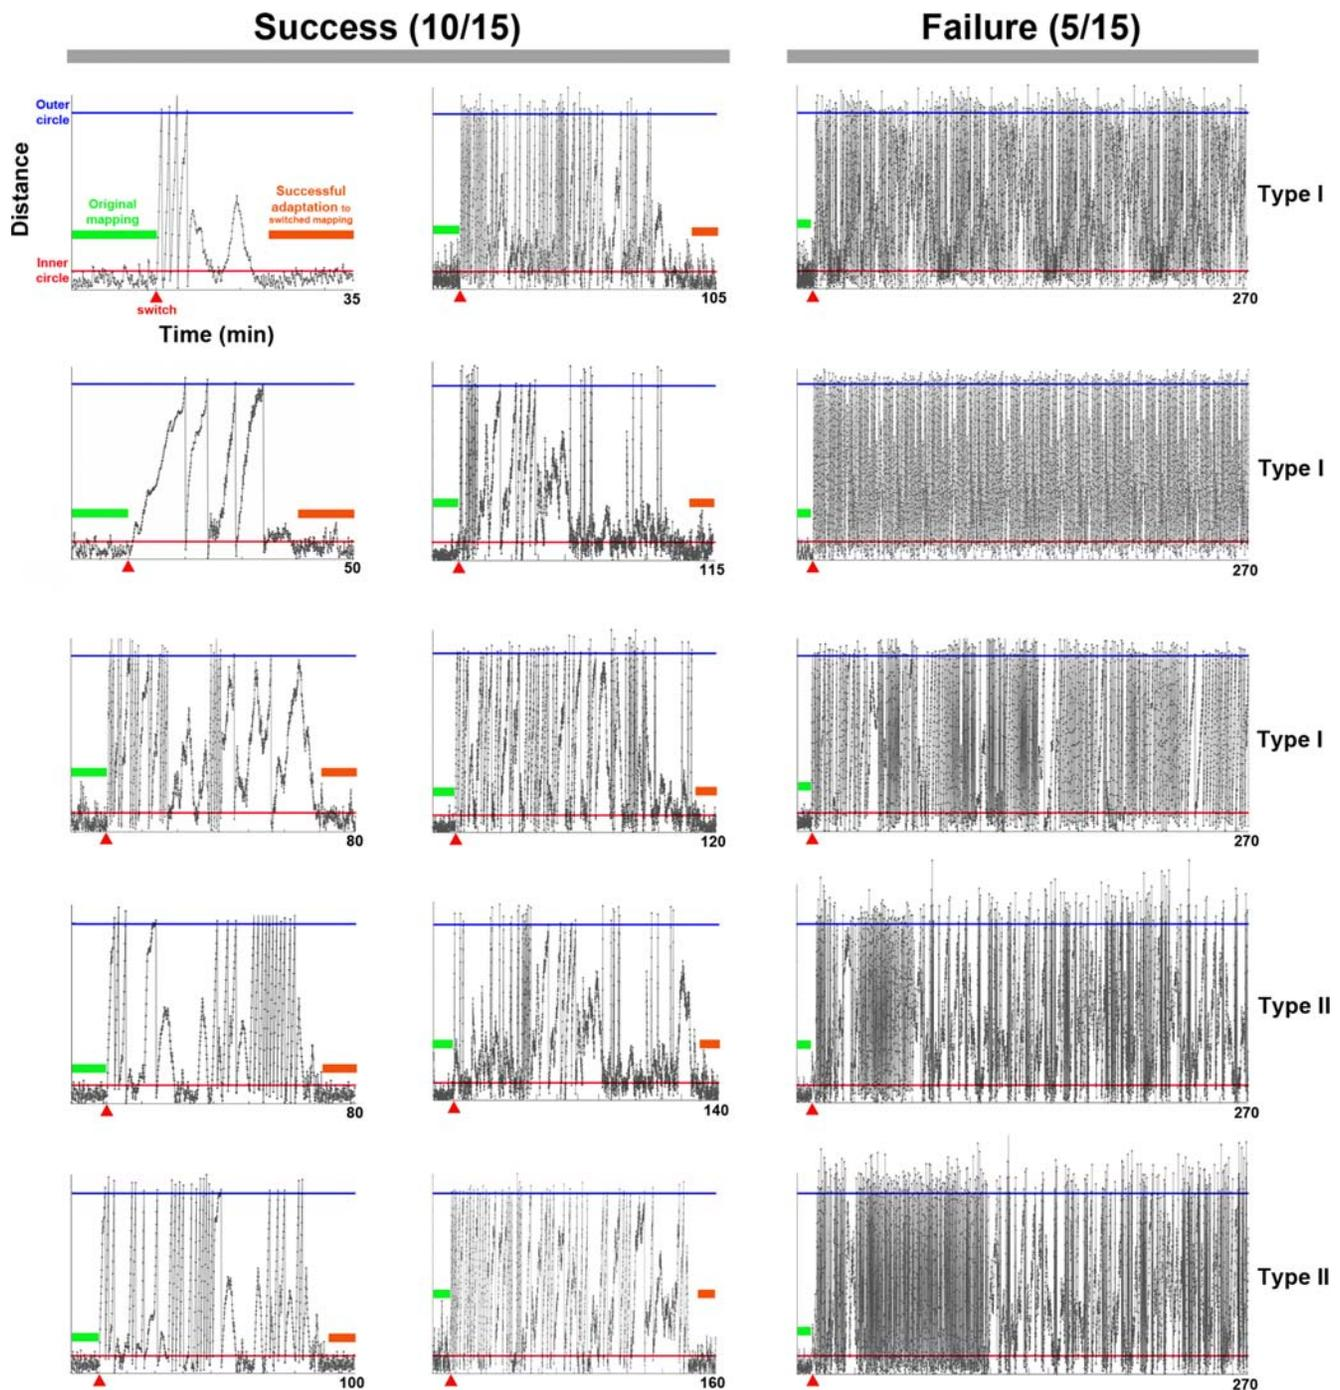 Success (10/15)
Failure (5/15)
Outer
circle
Distance
Original
mapping
Successful
adaptation to
switched mapping
Inner
circle
switch
35
Time (min)
105
270
Type I
50
115
270
Type I
80
120
270
Type I
80
140
270
Type II
100
160
270
Type II